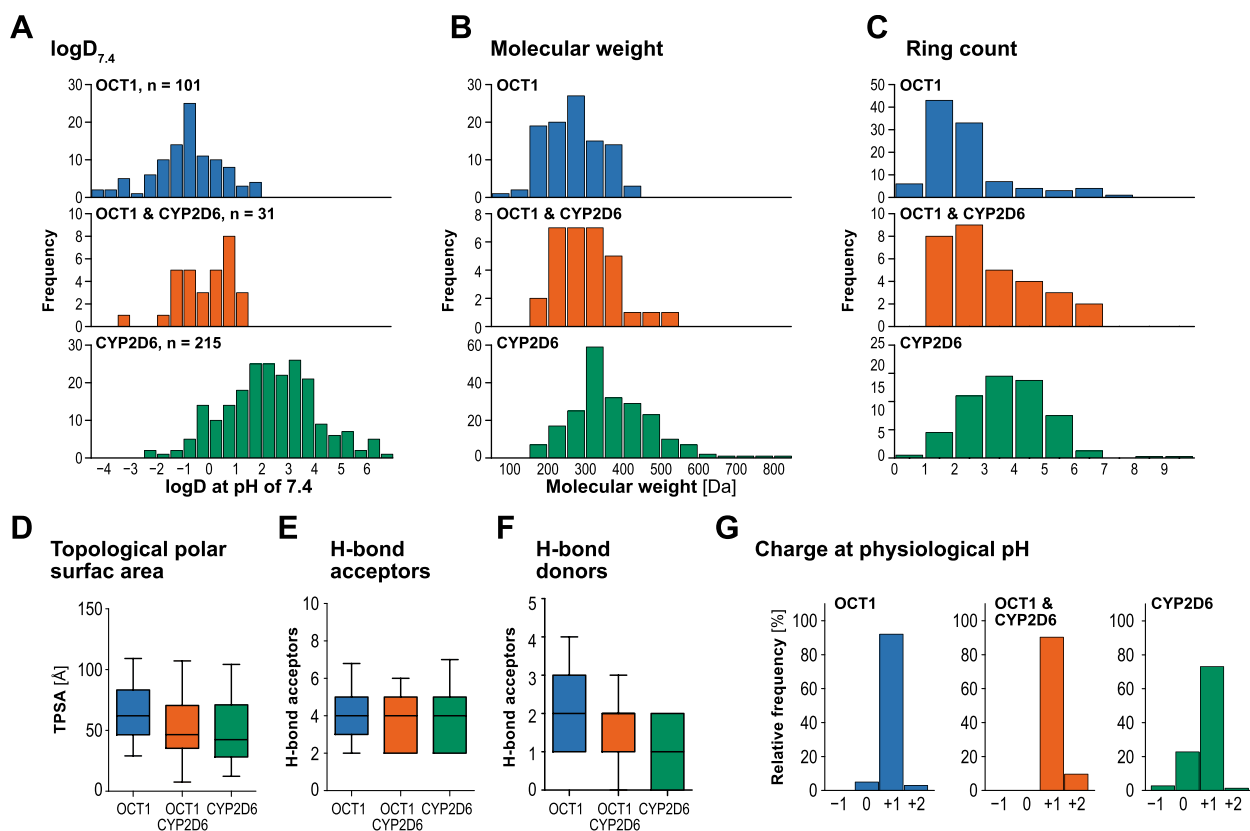 A
logD7.4
OCT1, n = 101
30
20
10
0
OCT1 & CYP2D6, n = 31
10
8
6
4
2
0
Frequency
CYP2D6, n = 215
30
20
10
0
−4 −3 −2 −1 0 1 2 3 4 5 6
logD at pH of 7.4
B
Molecular weight
OCT1
30
20
10
0
OCT1 & CYP2D6
8
6
4
2
0
Frequency
CYP2D6
60
40
20
0
100 200 300 400 500 600 700 800
Molecular weight [Da]
C
Ring count
OCT1
50
40
30
20
10
0
OCT1 & CYP2D6
10
8
6
4
2
0
Frequency
CYP2D6
25
20
15
10
5
0
0 1 2 3 4 5 6 7 8 9
D
Topological polar
surfac area
150
100
50
0
TPSA [Å]
OCT1 OCT1 CYP2D6
CYP2D6
E
H-bond
acceptors
10
8
6
4
2
0
H-bond acceptors
OCT1 OCT1 CYP2D6
CYP2D6
F
H-bond
donors
5
4
3
2
1
0
H-bond acceptors
OCT1 OCT1 CYP2D6
CYP2D6
G
Charge at physiological pH
Relative frequency [%]
OCT1
100
80
60
40
20
0
−1 0 +1 +2
OCT1 &
CYP2D6
100
80
60
40
20
0
−1 0 +1 +2
CYP2D6
100
80
60
40
20
0
−1 0 +1 +2